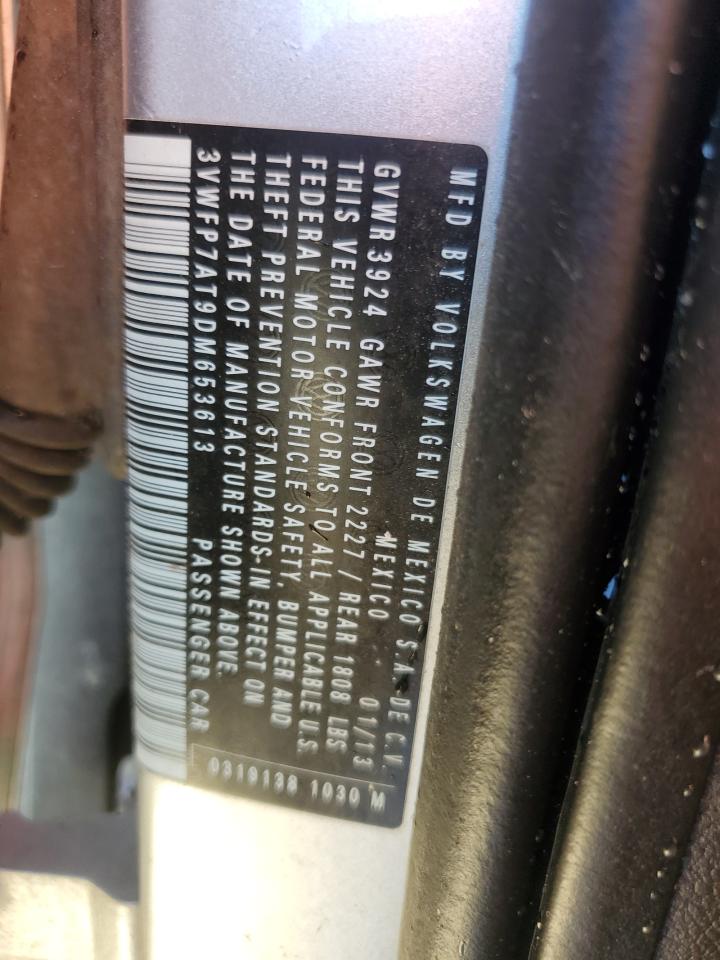 MFD BY VOLKSWAGEN DE MEXICO S.A. DE C.V.
MEXICO 01/13
GVWR 3924 GAWR FRONT 2227 / REAR 1808 LBS
THIS VEHICLE CONFORMS TO ALL APPLICABLE U.S.
FEDERAL MOTOR VEHICLE SAFETY BUMPER AND
THEFT PREVENTION STANDARDS IN EFFECT ON
THE DATE OF MANUFACTURE SHOWN ABOVE.
3VWFP7AT9DM653613 PASSENGER CAR
0319138 1030 M